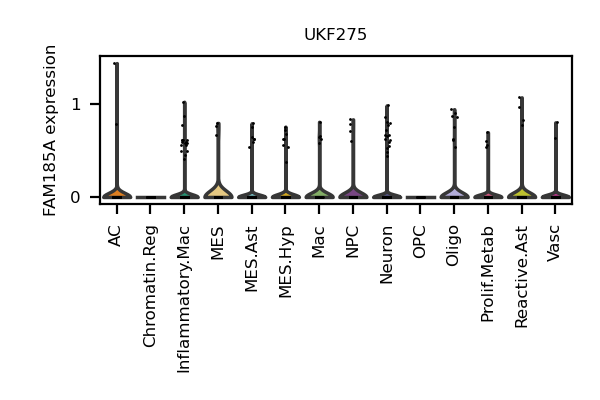 UKF275
FAM185A expression
1
0
AC
Chromatin.Reg
Inflammatory.Mac
MES
MES.Ast
MES.Hyp
Mac
NPC
Neuron
OPC
Oligo
Prolif.Metab
Reactive.Ast
Vasc